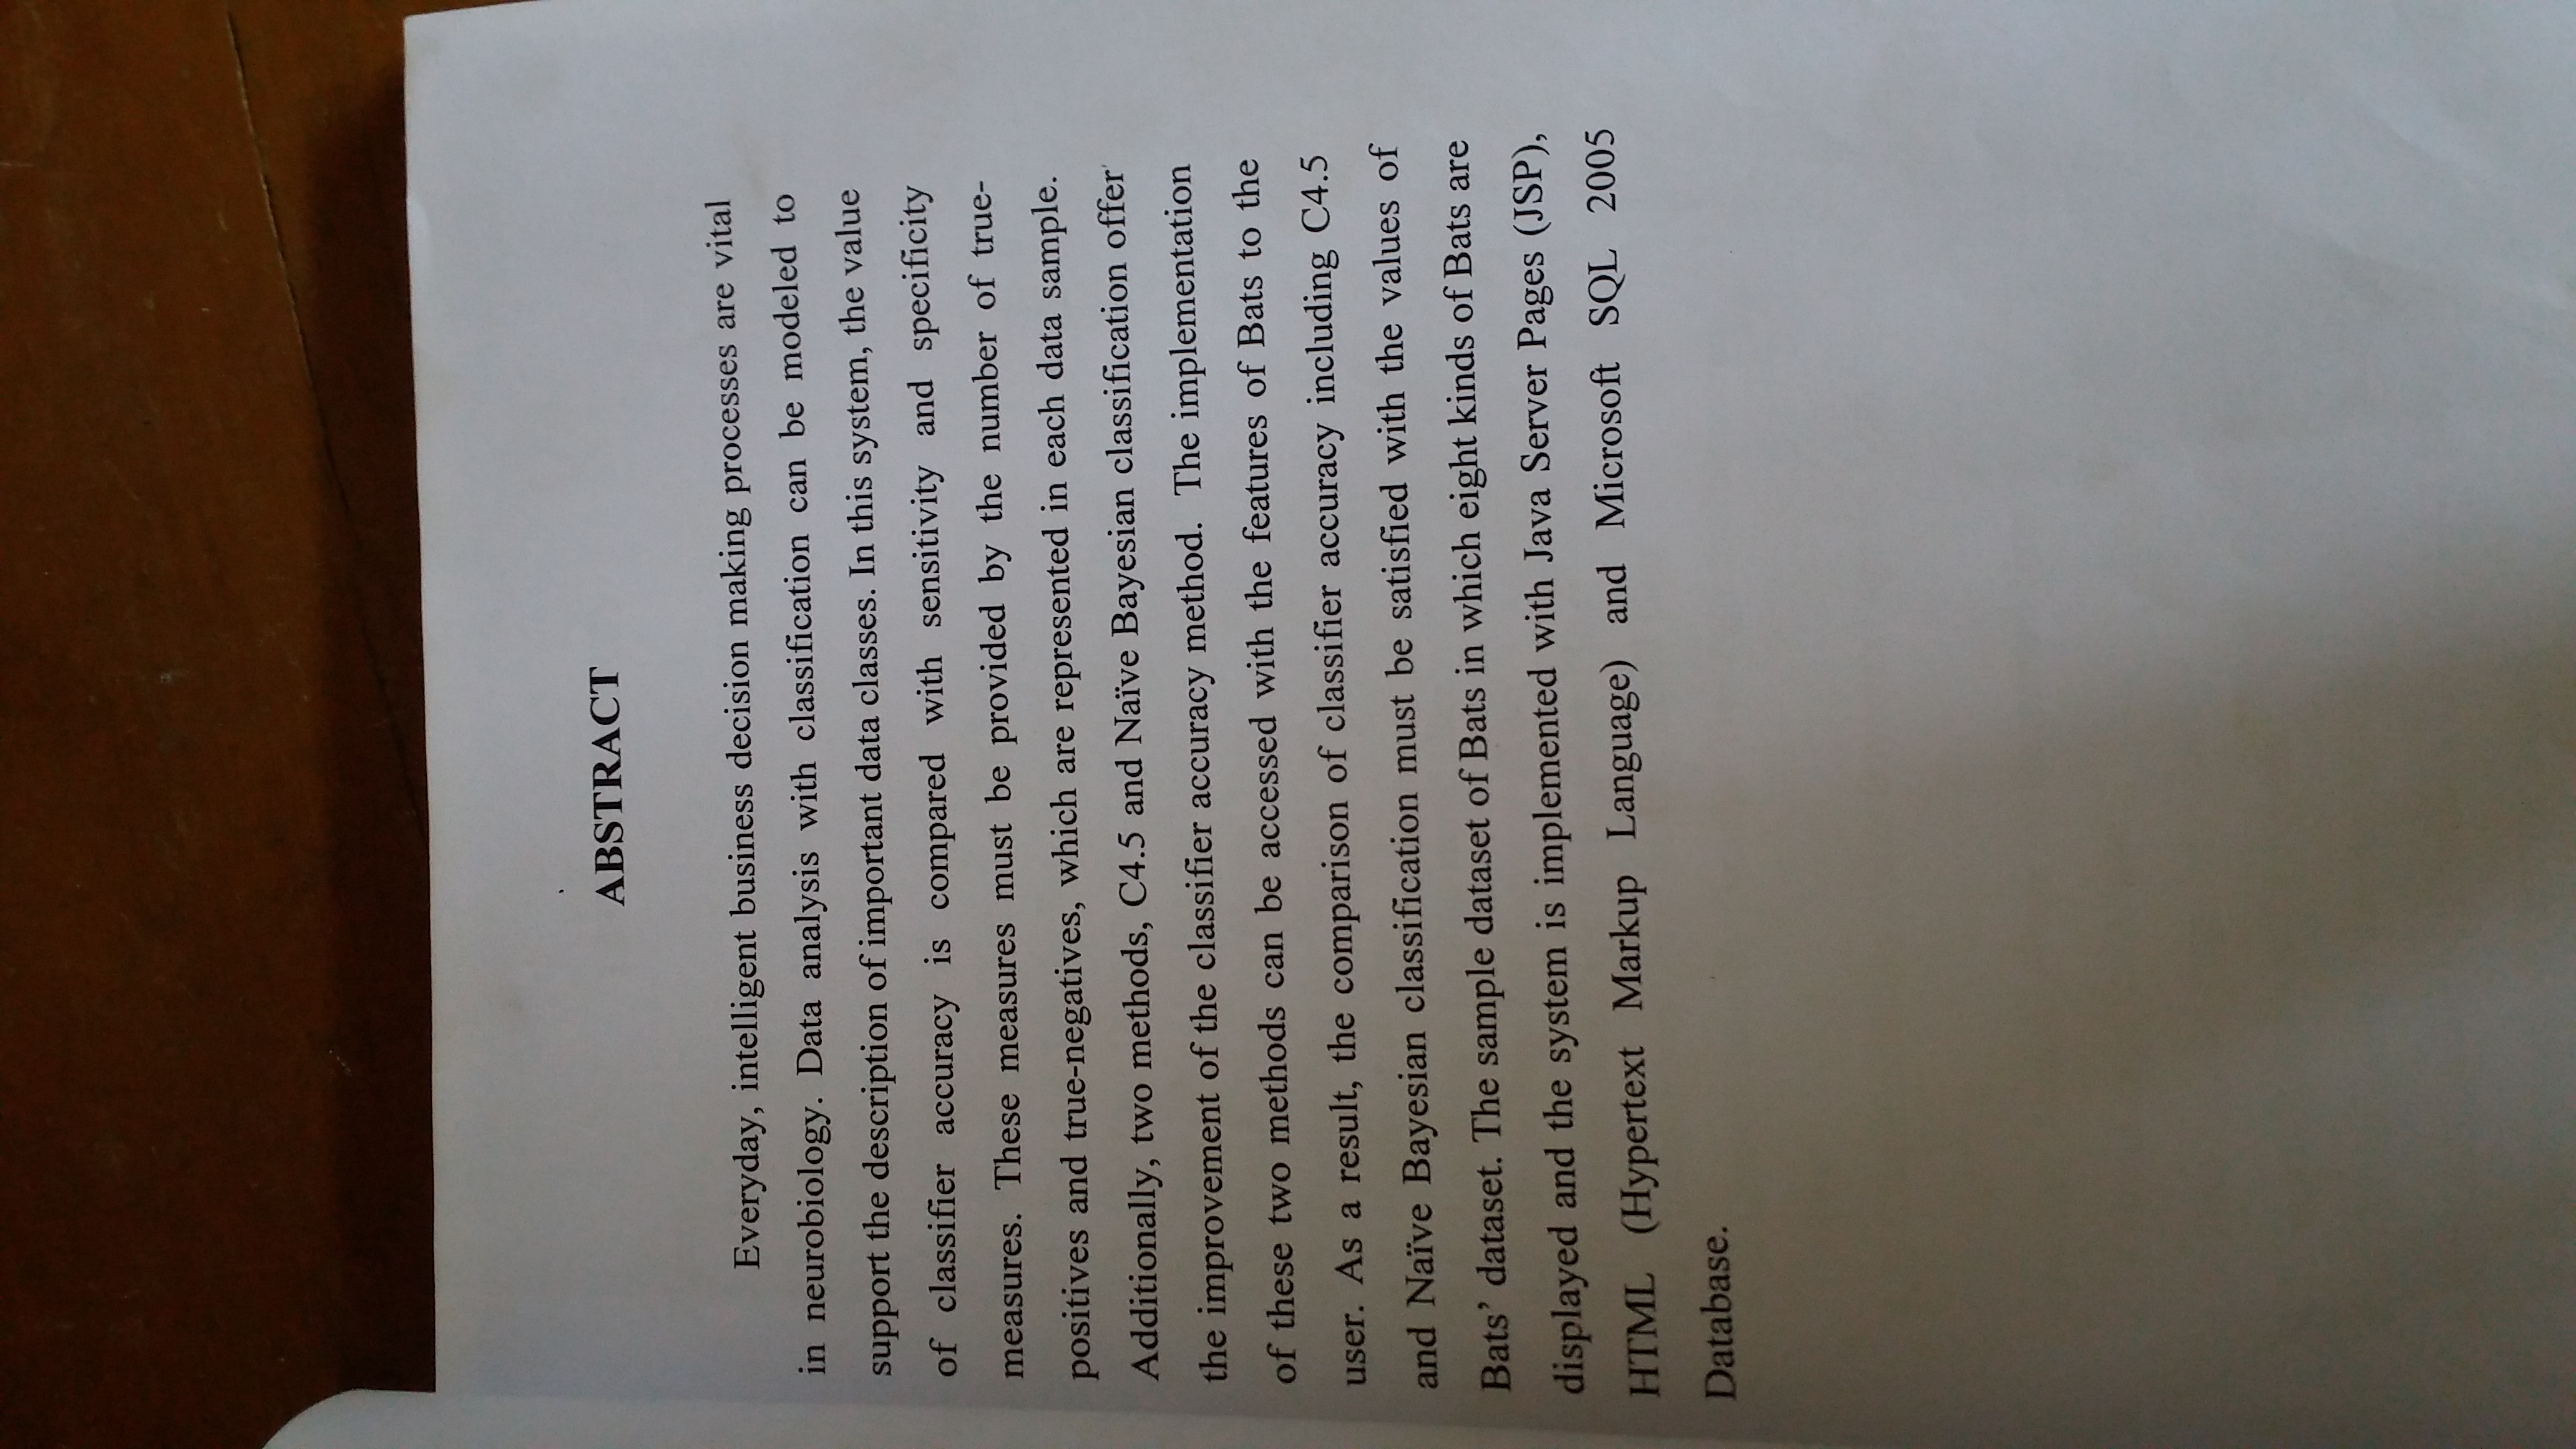 ABSTRACT
Everyday, intelligent business decision making processes are vital
in neurobiology. Data analysis with classification can be modeled to
support the description of important data classes. In this system, the value
of classifier accuracy is compared with sensitivity and specificity
measures. These measures must be provided by the number of true-
positives and true-negatives, which are represented in each data sample.
Additionally, two methods, C4.5 and Naïve Bayesian classification offer
the improvement of the classifier accuracy method. The implementation
of these two methods can be accessed with the features of Bats to the
user. As a result, the comparison of classifier accuracy including C4.5
and Naïve Bayesian classification must be satisfied with the values of
Bats’ dataset. The sample dataset of Bats in which eight kinds of Bats are
displayed and the system is implemented with Java Server Pages (JSP),
HTML (Hypertext Markup Language) and Microsoft SQL 2005
Database.